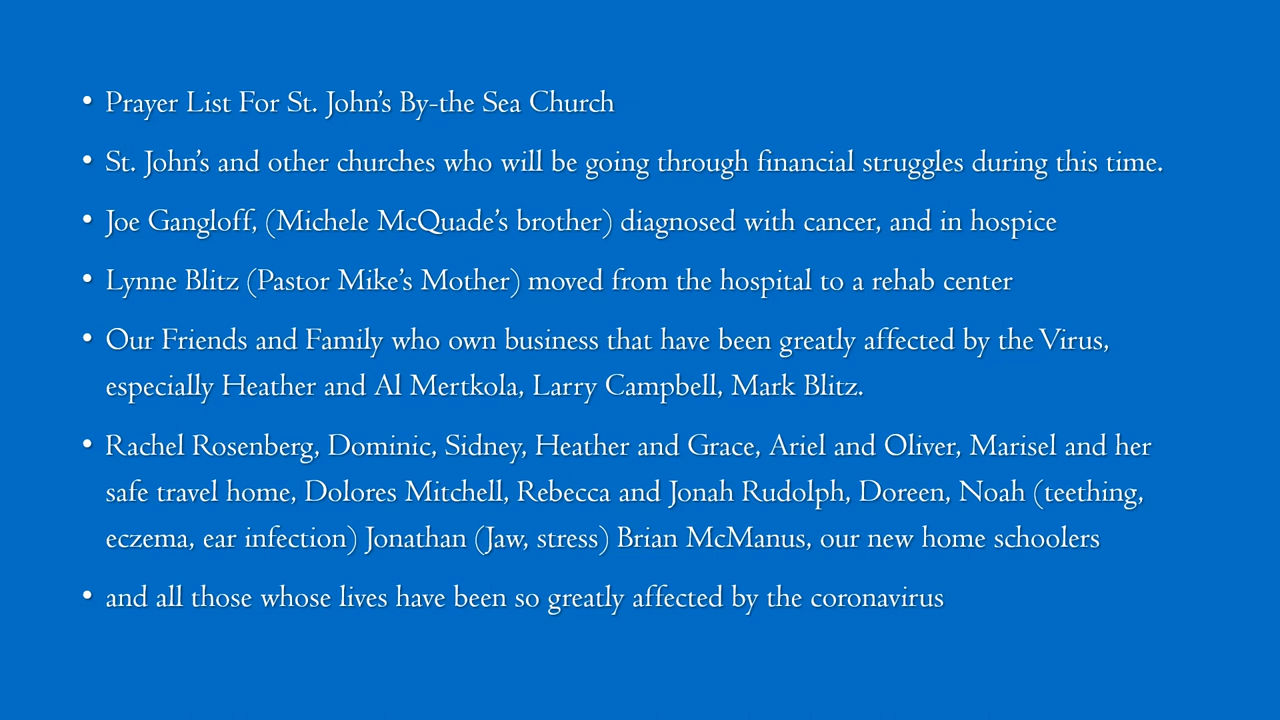 • Prayer List For St. John's By-the Sea Church
• St. John's and other churches who will be going through financial struggles during this time.
• Joe Gangloff, (Michele McQuade's brother) diagnosed with cancer, and in hospice
• Lynne Blitz (Pastor Mike's Mother) moved from the hospital to a rehab center
• Our Friends and Family who own business that have been greatly affected by the Virus,
especially Heather and Al Mertkola, Larry Campbell, Mark Blitz.
• Rachel Rosenberg, Dominic, Sidney, Heather and Grace, Ariel and Oliver, Marisel and her
safe travel home, Dolores Mitchell, Rebecca and Jonah Rudolph, Doreen, Noah (teething,
eczema, ear infection) Jonathan (Jaw, stress) Brian McManus, our new home schoolers
• and all those whose lives have been so greatly affected by the coronavirus